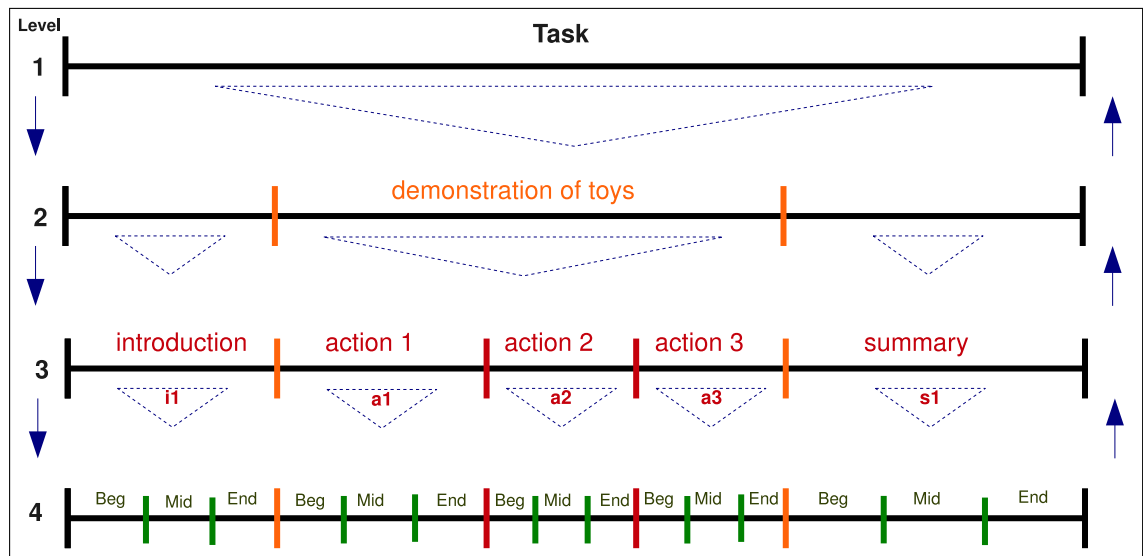 Level
Task
1
demonstration of toys
2
introduction action 1 action 2 action 3 summary
3
i1 a1 a2 a3 s1
Beg Mid End Beg Mid End Beg Mid End Beg Mid End Beg Mid End
4